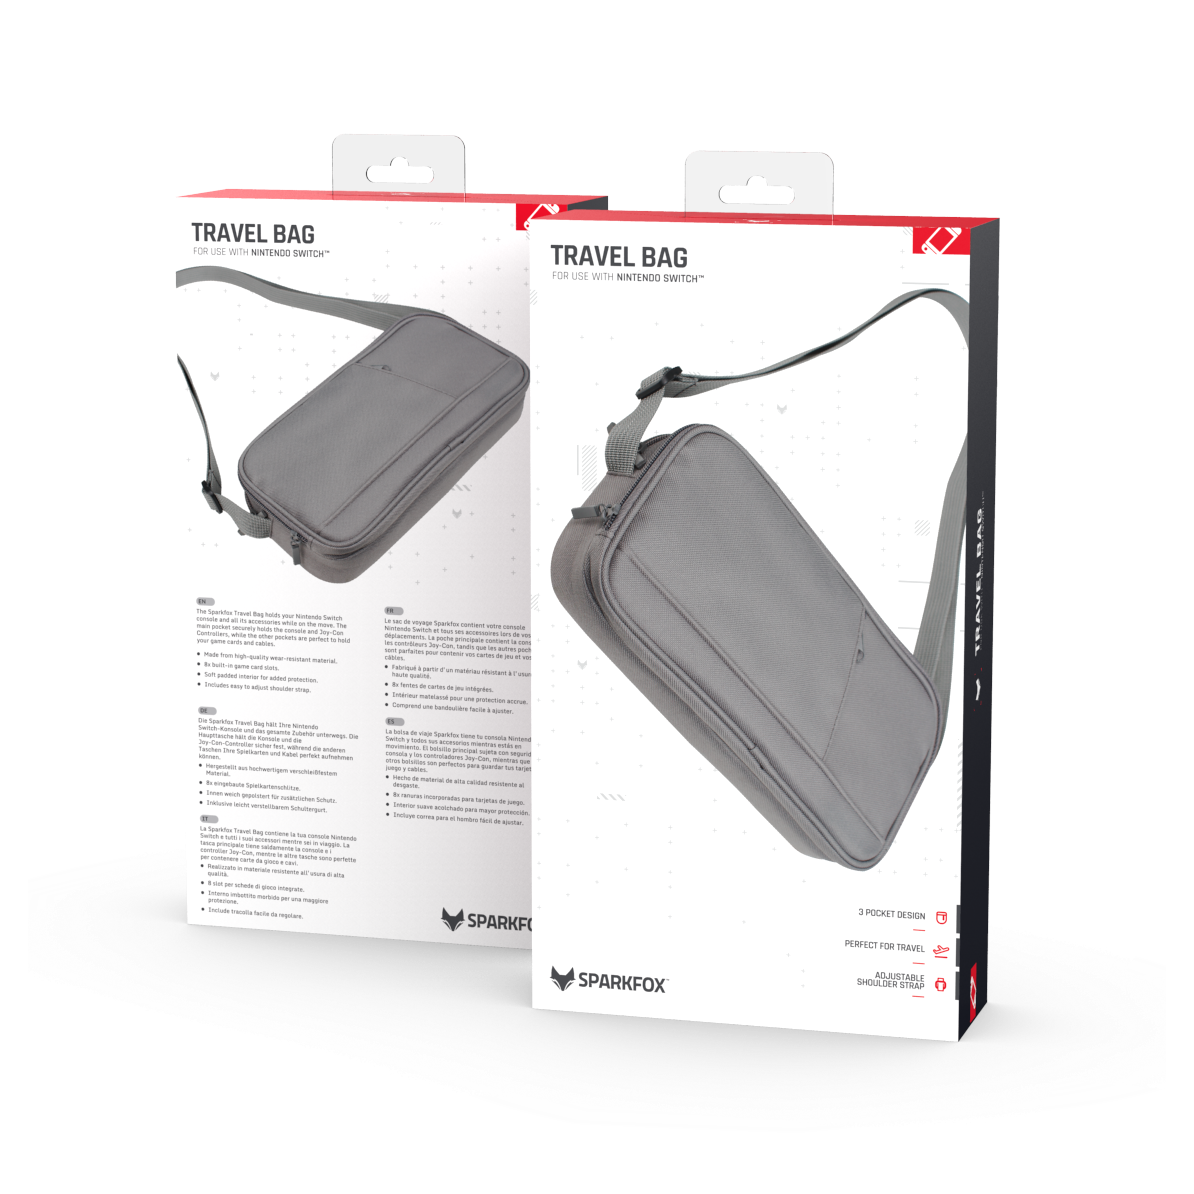 TRAVEL BAG
FOR USE WITH NINTENDO SWITCH™
EN
The Sparkfox Travel Bag holds your Nintendo Switch
console and all its accessories while on the move. The
main pocket securely holds the console and Joy-Con
Controllers, while the other pockets are perfect to hold
your game cards and cables.
• Made from high-quality wear-resistant material.
• 8x built-in game card slots.
• Soft padded interior for added protection.
• Includes easy to adjust shoulder strap.
DE
Die Sparkfox Travel Bag hält Ihre Nintendo
Switch-Konsole und das gesamte Zubehör unterwegs. Die
Haupttasche hält die Konsole und die
Joy-Con-Controller sicher fest, während die anderen
Taschen Ihre Spielkarten und Kabel perfekt aufnehmen
können.
• Hergestellt aus hochwertigem verschleißfestem
Material.
• 8x eingebaute Spielkartenschlitze.
• Innen weich gepolstert für zusätzlichen Schutz.
• Inklusive leicht verstellbarem Schultergurt.
IT
La Sparkfox Travel Bag contiene la tua console Nintendo
Switch e tutti i suoi accessori mentre sei in viaggio. La
tasca principale tiene saldamente la console e i
controller Joy-Con, mentre le altre tasche sono perfette
per contenere carte da gioco e cavi.
• Realizzato in materiale resistente all' usura di alta
qualità.
• 8 slot per schede di gioco integrate.
• Interno imbottito morbido per una maggiore
protezione.
• Include tracolla facile da regolare.
FR
Le sac de voyage Sparkfox contient votre console
Nintendo Switch et tous ses accessoires lors de vos
déplacements. La poche principale contient la
les contrôleurs Joy-Con, tandis que les autres
sont parfaites pour contenir vos cartes de jeu et
câbles.
• Fabriqué à partir d' un matériau résistant à l'
haute qualité.
• 8x fentes de cartes de jeu intégrées.
• Intérieur matelassé pour une protection accrue.
• Comprend une bandoulière facile à ajuster.
ES
La bolsa de viaje Sparkfox tiene tu consola
Switch y todos sus accesorios mientras estás en
movimiento. El bolsillo principal sujeta con
consola y los controladores Joy-Con, mientras
otros bolsillos son perfectos para guardar tus
juego y cables.
• Hecho de material de alta calidad resistente al
desgaste.
• 8x ranuras incorporadas para tarjetas de juego.
• Interior suave acolchado para mayor protección.
• Incluye correa para el hombro fácil de ajustar.
SPARKFO
TRAVEL BAG
FOR USE WITH NINTENDO SWITCH™
3 POCKET DESIGN
PERFECT FOR TRAVEL
ADJUSTABLE
SHOULDER STRAP
SPARKFOX™
TRAVEL BAG